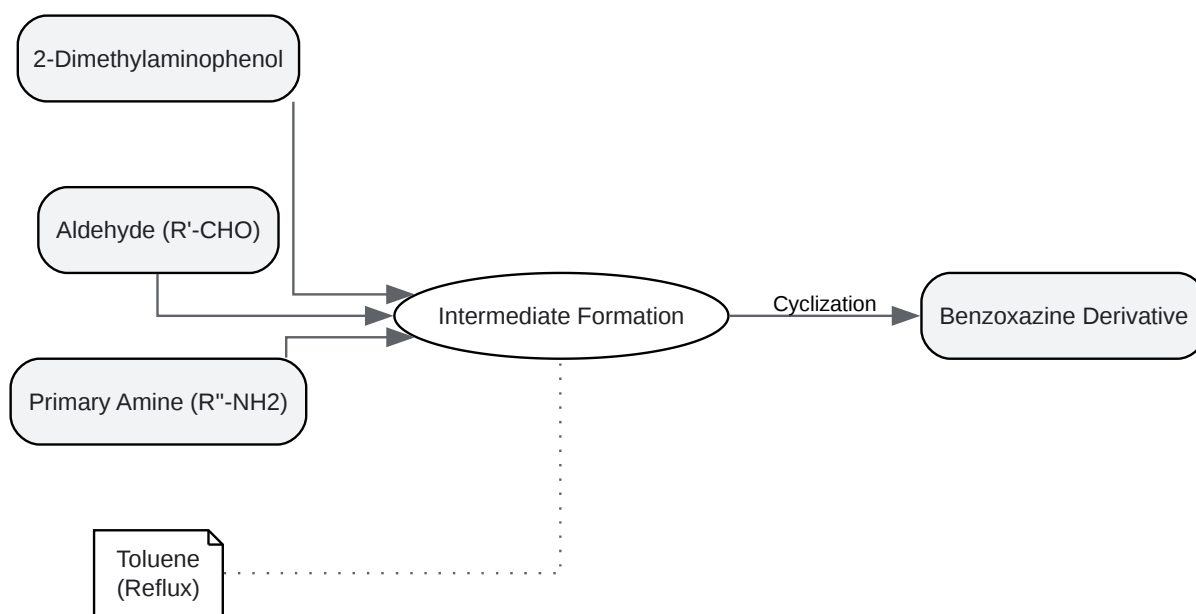 2-Dimethylaminophenol
Aldehyde (R'-CHO)
Primary Amine (R''-NH2)
Intermediate Formation
Cyclization
Benzoxazine Derivative
Toluene
(Reflux)